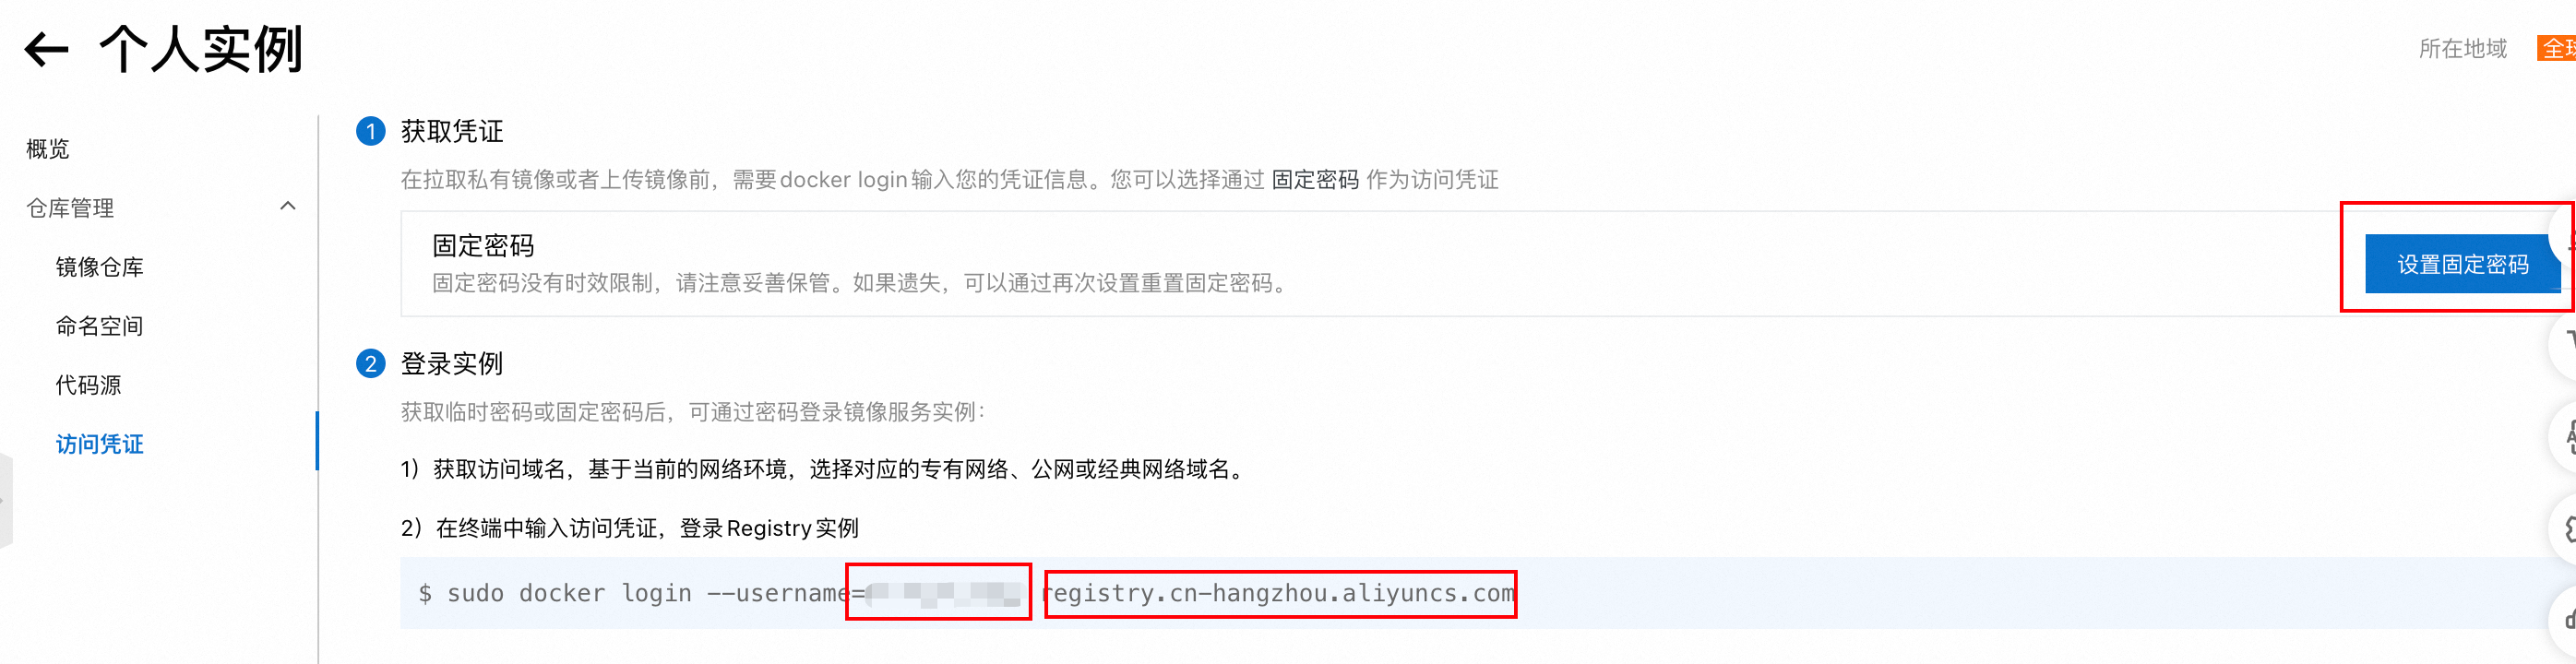 个人实例
所在地域
概览
仓库管理
镜像仓库
命名空间
代码源
访问凭证
1 获取凭证
在拉取私有镜像或者上传镜像前，需要docker login输入您的凭证信息。您可以选择通过 固定密码 作为访问凭证
固定密码
固定密码没有时效限制，请注意妥善保管。如果遗失，可以通过再次设置重置固定密码。
设置固定密码
2 登录实例
获取临时密码或固定密码后，可通过密码登录镜像服务实例：
1）获取访问域名，基于当前的网络环境，选择对应的专有网络、公网或经典网络域名。
2）在终端中输入访问凭证，登录Registry实例
$ sudo docker login --username= registry.cn-hangzhou.aliyuncs.com